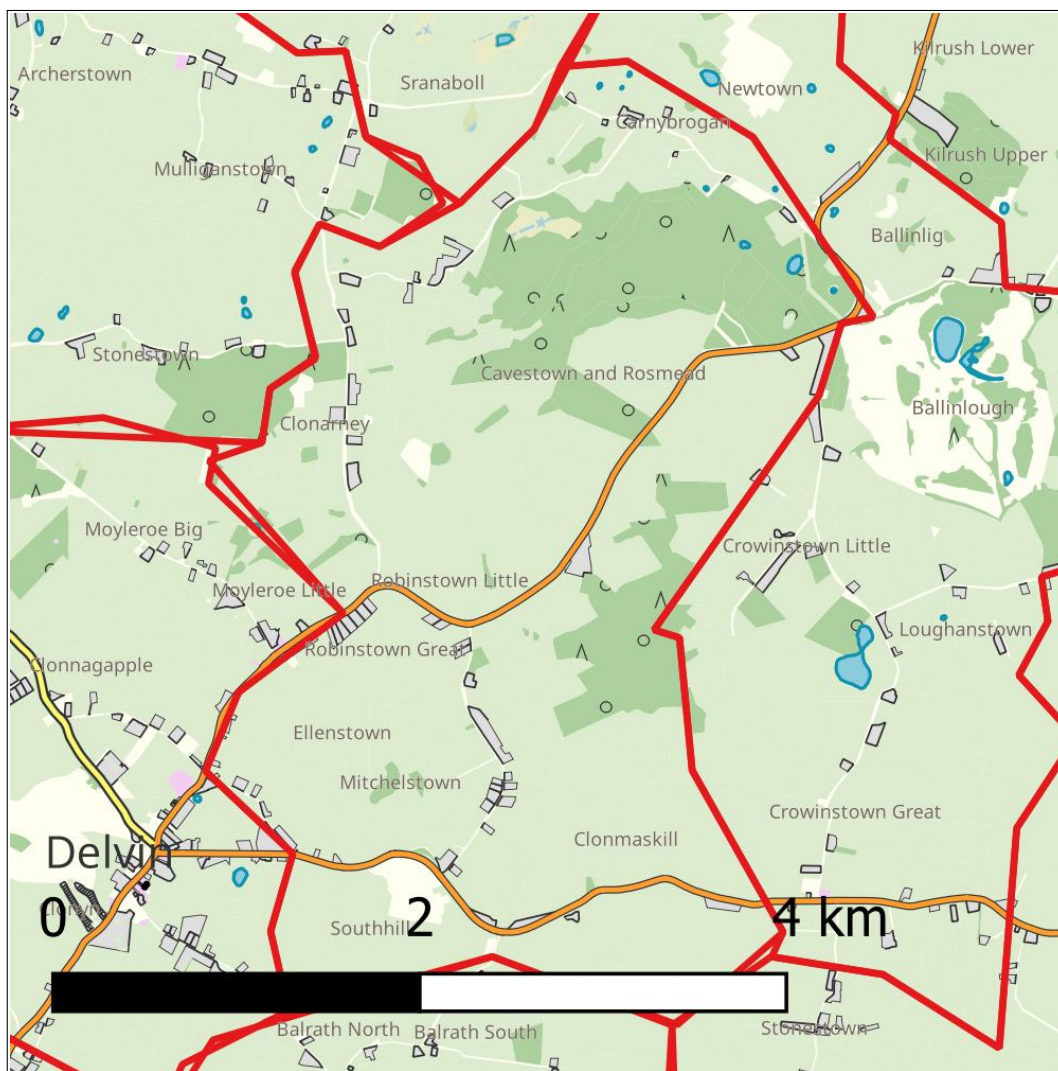 Kilrush Lower
Archerstown
Sranaboll
Newtown
Carnybrogan
Kilrush Upper
Mulliganstown
Ballinlig
Stonestown
Cavestown and Rosmead
Ballinlough
Clonarney
Moyleroe Big
Crowinstown Little
Robinstown Little
Moyleroe Little
Loughanstown
Robinstown Great
Clonnagapple
Ellenstown
Mitchelstown
Crowinstown Great
Clonmaskill
Delvin
0 2 4 km
Southhill
Balrath North
Balrath South
Stonestown